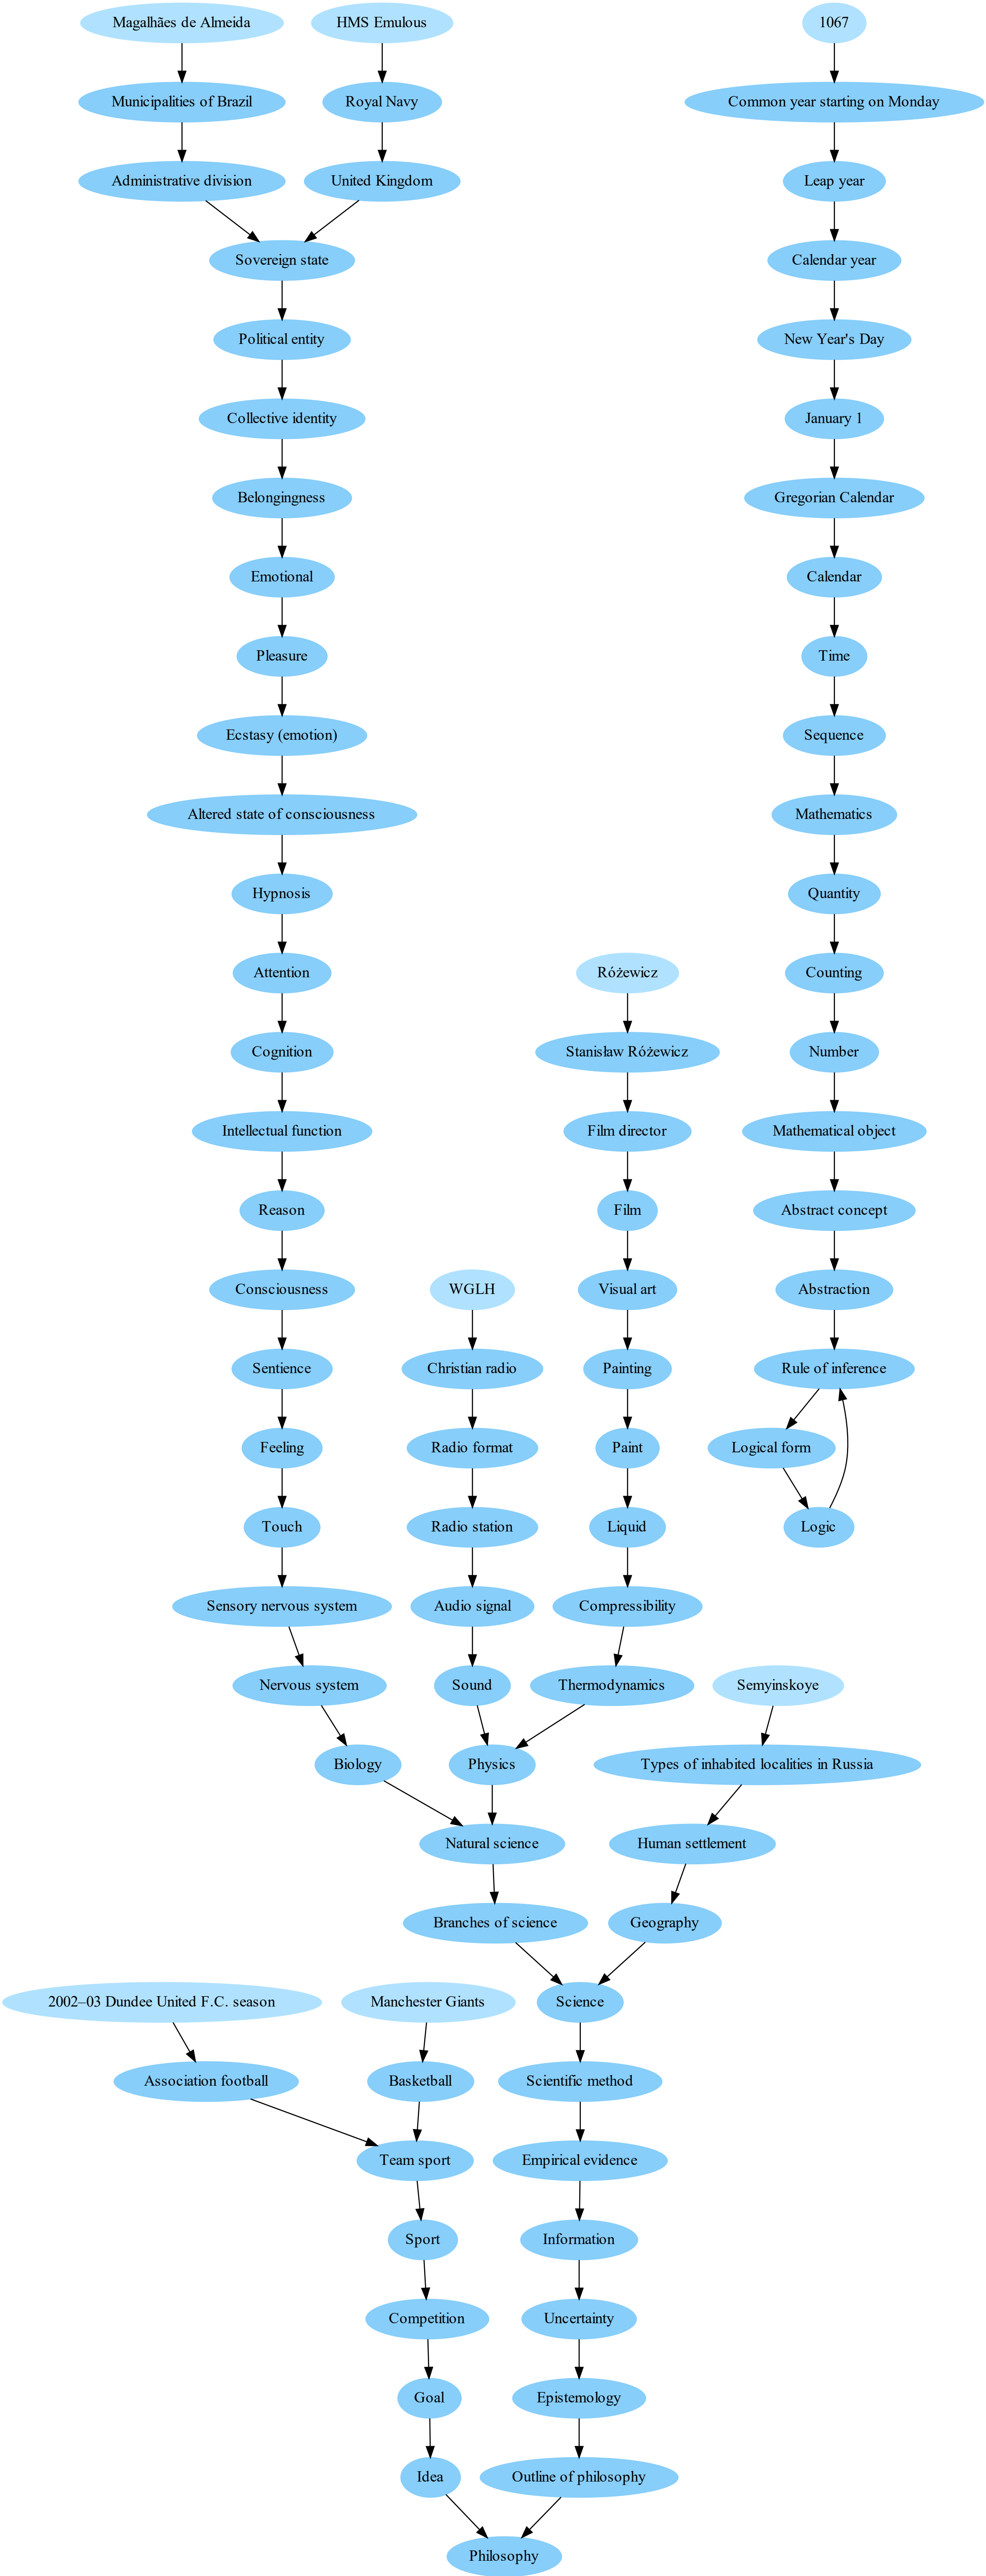 Magalhães de Almeida
HMS Emulous
1067
Municipalities of Brazil
Royal Navy
Common year starting on Monday
Administrative division
United Kingdom
Leap year
Sovereign state
Calendar year
Political entity
New Year's Day
Collective identity
January 1
Belongingness
Gregorian Calendar
Emotional
Calendar
Pleasure
Time
Ecstasy (emotion)
Sequence
Altered state of consciousness
Mathematics
Hypnosis
Quantity
Attention
Różewicz
Counting
Cognition
Stanisław Różewicz
Number
Intellectual function
Film director
Mathematical object
Reason
Film
Abstract concept
Consciousness
WGLH
Visual art
Abstraction
Sentience
Christian radio
Painting
Rule of inference
Feeling
Radio format
Paint
Logical form
Touch
Radio station
Liquid
Logic
Sensory nervous system
Audio signal
Compressibility
Nervous system
Sound
Thermodynamics
Semyinskoye
Biology
Physics
Types of inhabited localities in Russia
Natural science
Human settlement
Branches of science
Geography
2002–03 Dundee United F.C. season
Manchester Giants
Science
Association football
Basketball
Scientific method
Team sport
Empirical evidence
Sport
Information
Competition
Uncertainty
Goal
Epistemology
Idea
Outline of philosophy
Philosophy